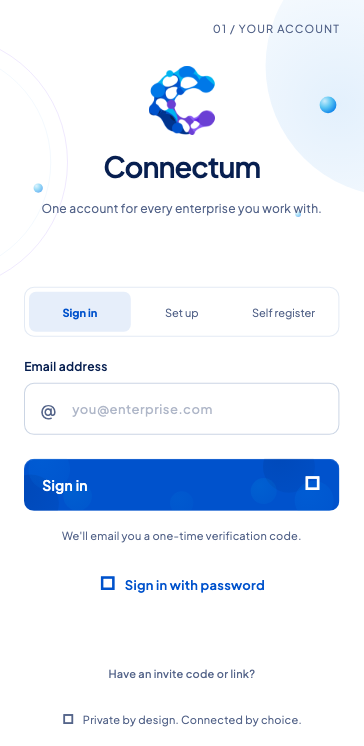 01 / YOUR ACCOUNT
Connectum
One account for every enterprise you work with.
Sign in
Set up
Self register
Email address
@ you@enterprise.com
Sign in
We'll email you a one-time verification code.
Sign in with password
Have an invite code or link?
Private by design. Connected by choice.